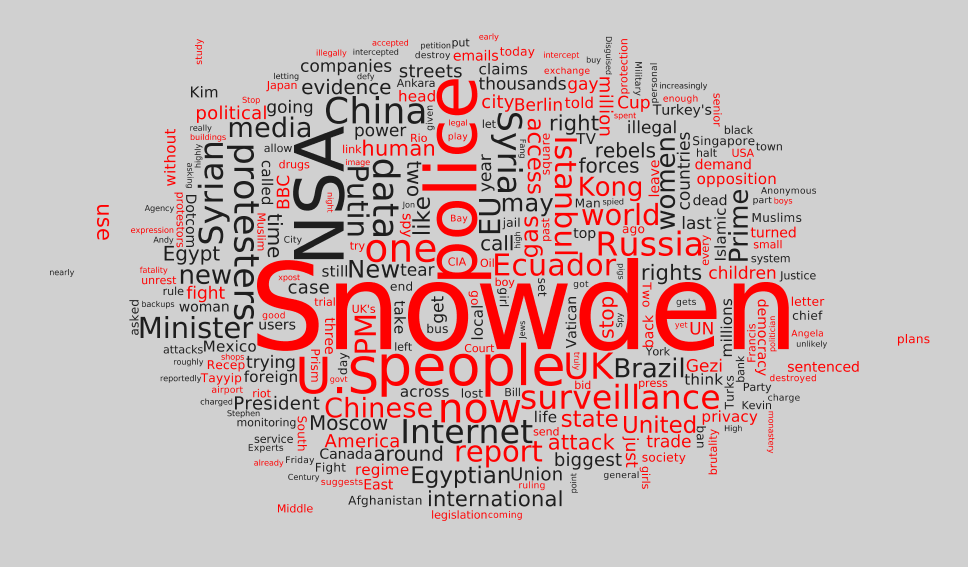 study
accepted
illegally
intercepted
petition
put
early
destroy
emails
today
intercept
buy
Disguised
Military
protection
personal
companies
streets
claims
exchange
letting
defy
Ankara
thousands
gay
million
increasingly
enough
Kim
Japan
evidence
head
given
police
city
Berlin
told
Cup
spent
Turkey's
senior
political
Stop
going
China
legal
play
let
Syria
Fang
access
arenas
right
TV
illegal
black
really
buildings
media
NSA
power
Rio
link
human
rebels
women
countries
Singapore
town
halt
USA
without
highly
asking
Syrian
protesters
allow
called
drugs
BBC
image
Putin
data
two
year
Istanbul
forces
leave
demand
opposition
Kong
Anonymous
part
boys
Agency
Dotcom
protestors
Muslim
time
night
Jon
spy
like
Bay
EU
may
jail
high
gas
past
Man
spied
world
dead
Islamic
Prime
Muslims
use
expression
Andy
Egypt
City
try
one
call
top
ago
last
turned
small
every
Russia
system
nearly
fatality
unrest
new
xpost
still
New
tear
CIA
Oil
Ecuador
pigs
rights
children
Justice
rule
fight
woman
case
Snowden
boy
girl
set
got
backups
asked
good
trial
UK's
end
get
goal
local
Jews
Vatican
stop
Spy
Two
back
gets
yet
UN
millions
democracy
politician
letter
chief
Minister
users
three
PM
take
bus
Francis
Angela
unlikely
plans
attacks
Mexico
left
Court
York
roughly
shops
Recep
trying
Prism
day
U.S
people
truly
UK
Brazil
Gezi
bank
sentenced
reportedly
Tayyip
foreign
govt
bid
press
think
Turks
destroyed
airport
riot
across
lost
Bill
surveillance
Party
charge
charged
President
Chinese
now
Kevin
Stephen
monitoring
South
Moscow
Internet
life
send
state
United
privacy
High
ban
monastery
service
Experts
America
around
report
attack
just
trade
brutality
already
Friday
Canada
biggest
society
Century
Fight
suggests
regime
East
Egyptian
Union
ruling
point
general
girls
Afghanistan
international
Middle
legislation
coming